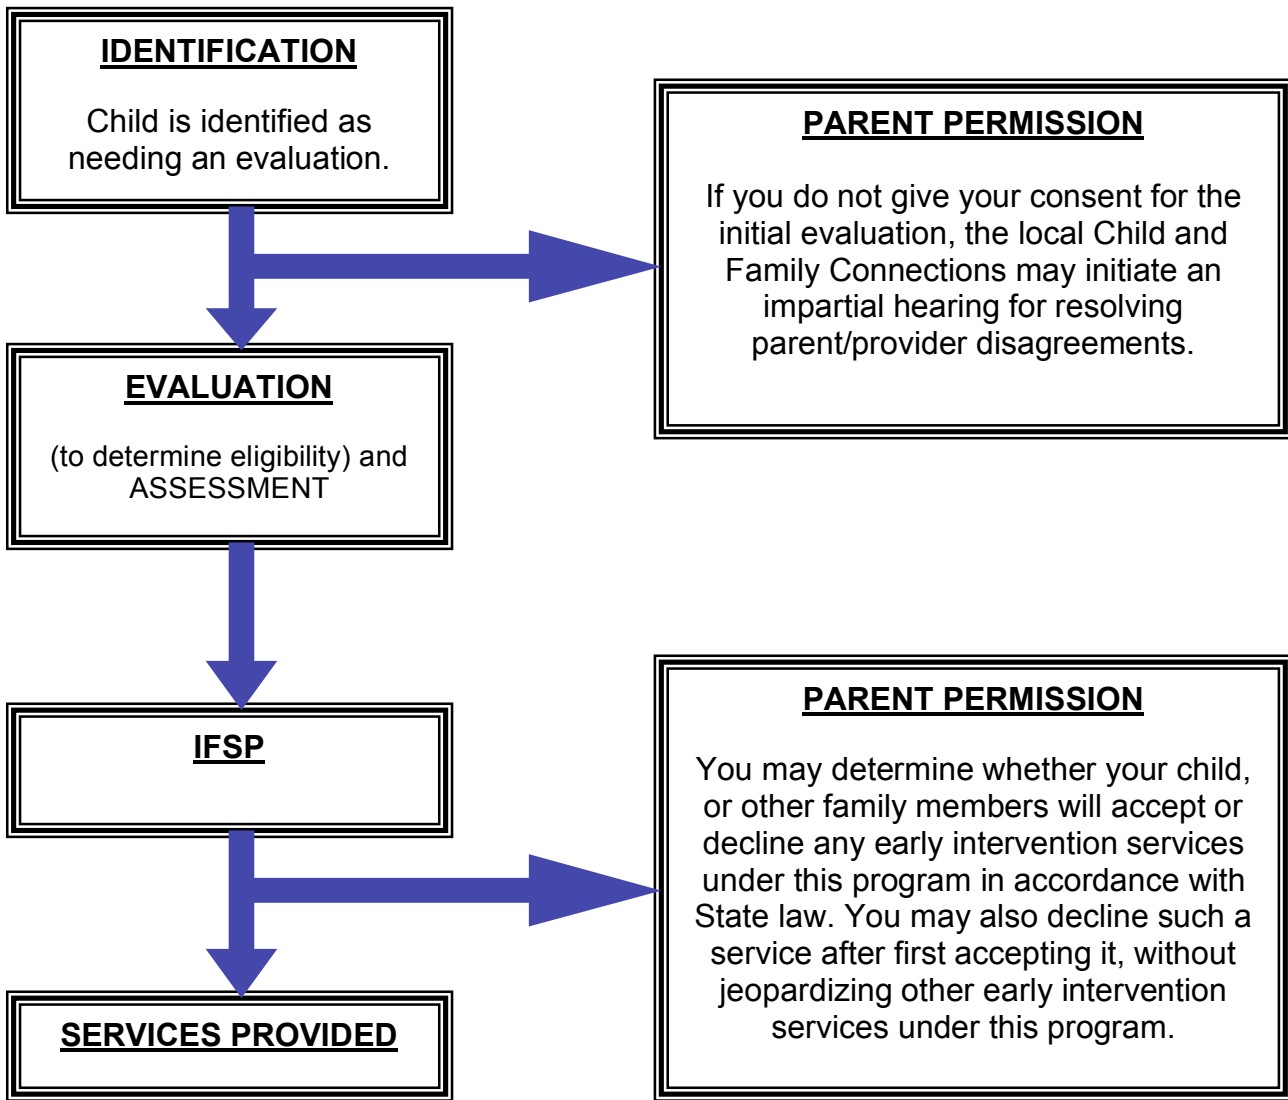 IDENTIFICATION
Child is identified as
needing an evaluation.
PARENT PERMISSION
If you do not give your consent for the
initial evaluation, the local Child and
Family Connections may initiate an
impartial hearing for resolving
parent/provider disagreements.
EVALUATION
(to determine eligibility) and
ASSESSMENT
IFSP
PARENT PERMISSION
You may determine whether your child,
or other family members will accept or
decline any early intervention services
under this program in accordance with
State law. You may also decline such a
service after first accepting it, without
jeopardizing other early intervention
services under this program.
SERVICES PROVIDED